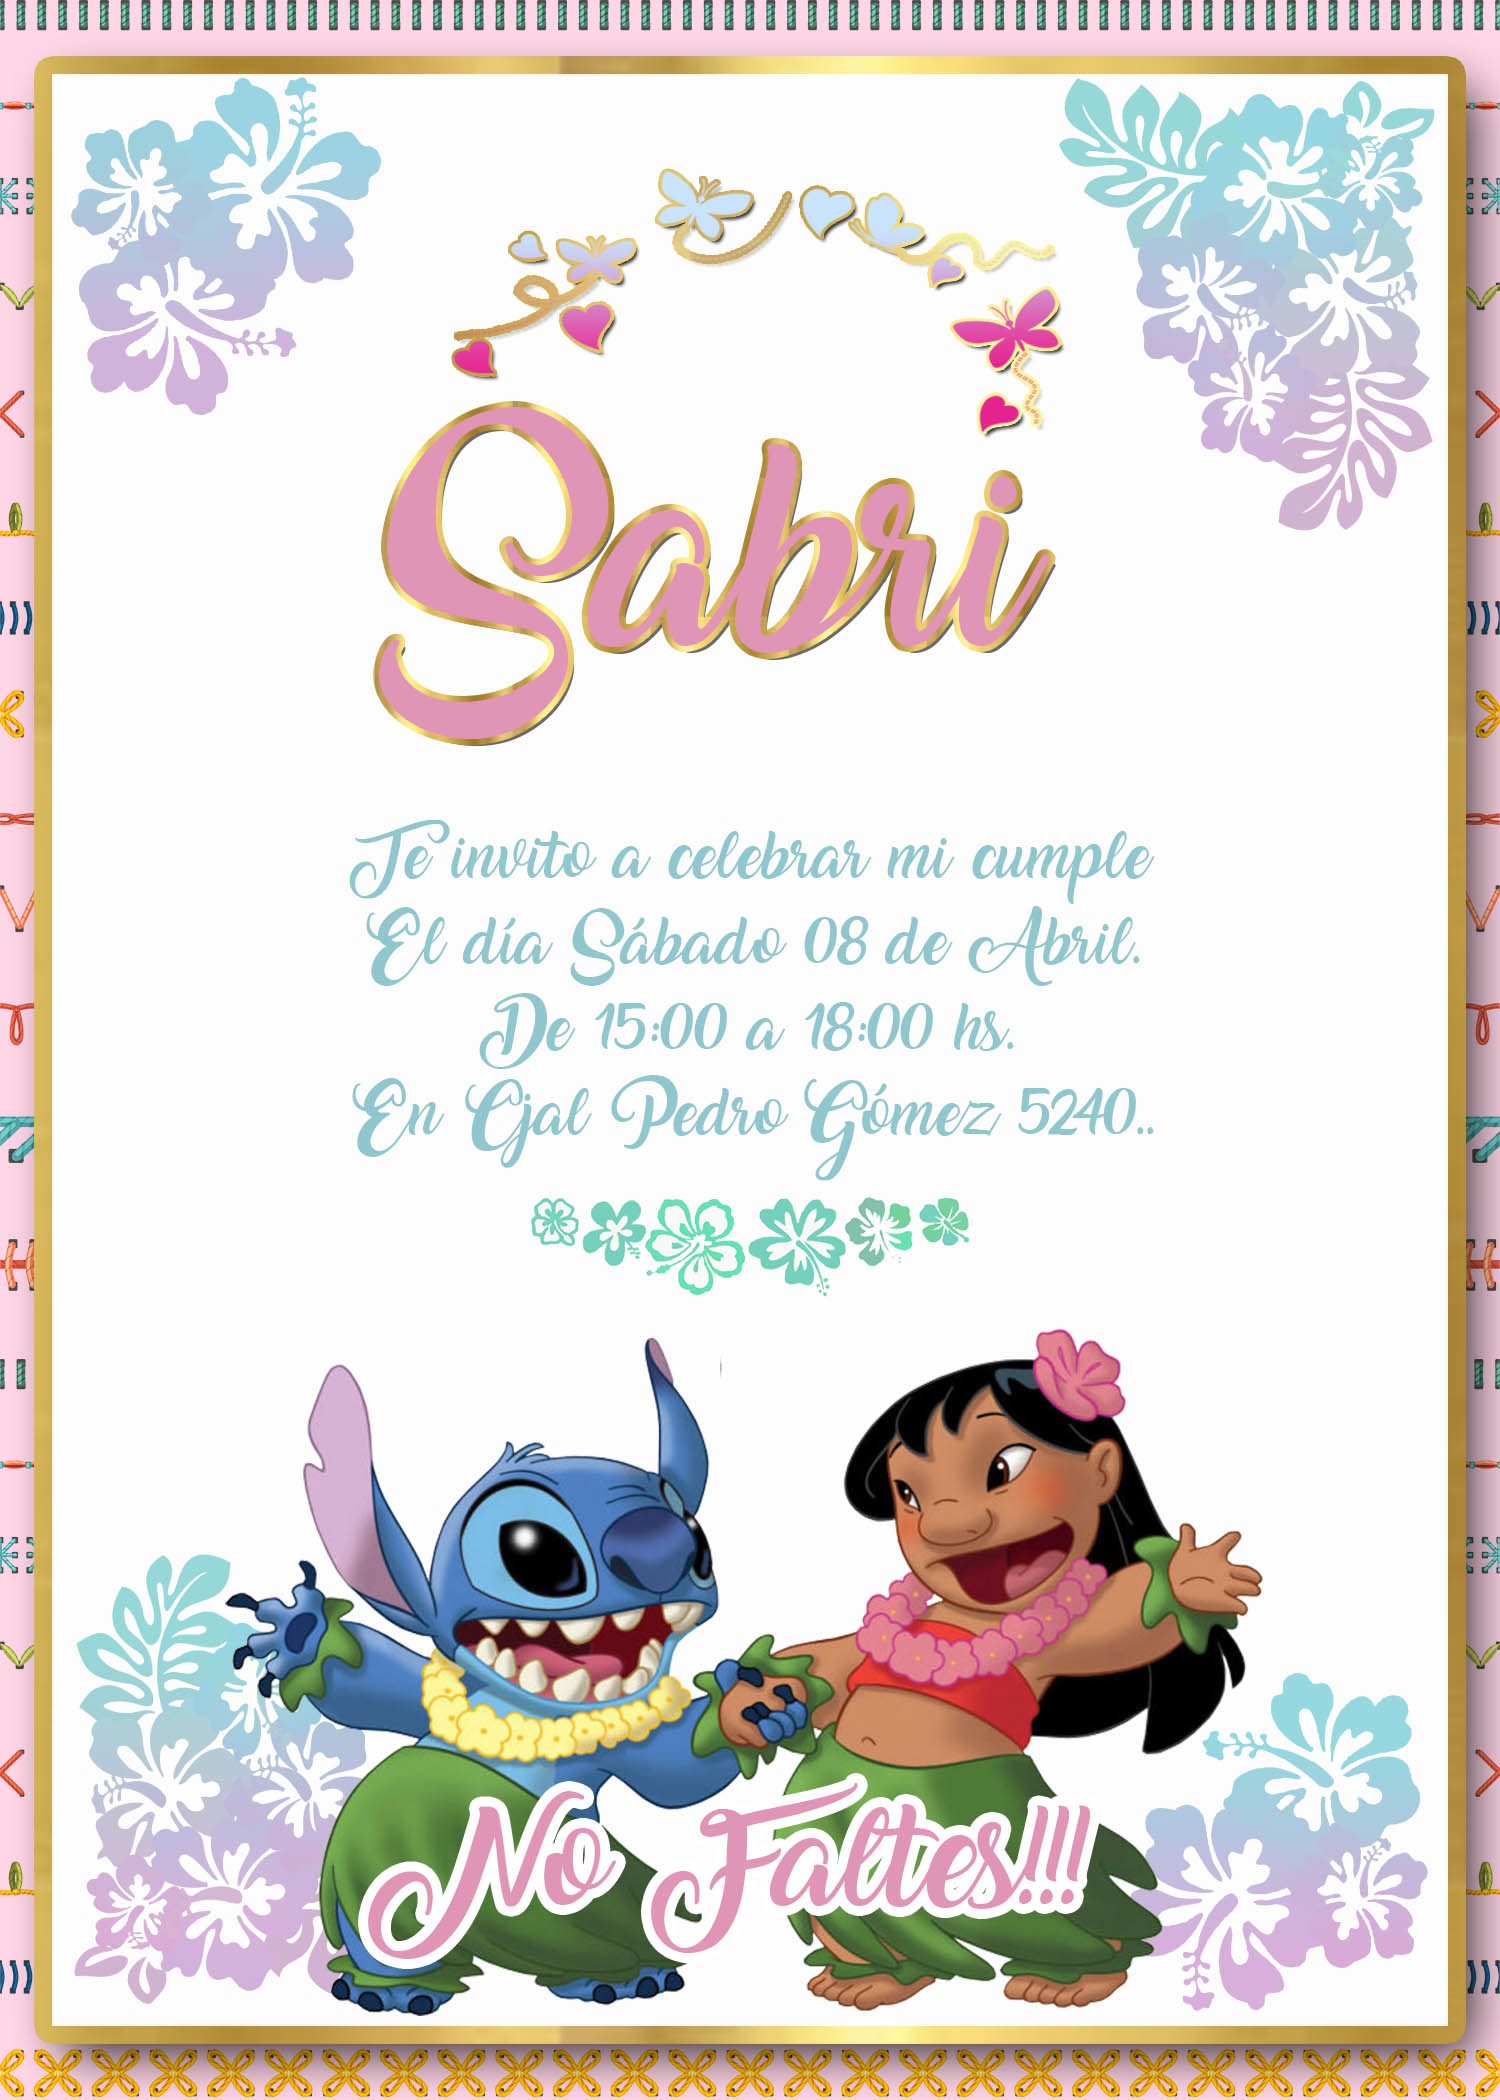 Sabri
Te invito a celebrar mi cumple
El día Sábado 08 de Abril.
De 15:00 a 18:00 hs.
En Cjal Pedro Gómez 5240..
No Faltes!!!